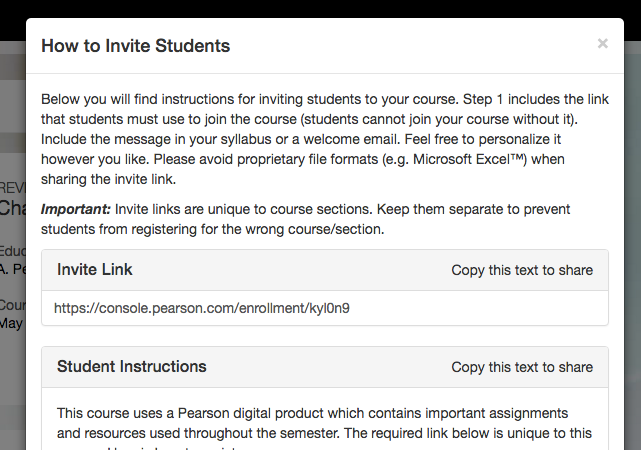 How to Invite Students ×
Below you will find instructions for inviting students to your course. Step 1 includes the link
that students must use to join the course (students cannot join your course without it).
Include the message in your syllabus or a welcome email. Feel free to personalize it
however you like. Please avoid proprietary file formats (e.g. Microsoft Excel™) when
sharing the invite link.
Important: Invite links are unique to course sections. Keep them separate to prevent
students from registering for the wrong course/section.
Invite Link Copy this text to share
https://console.pearson.com/enrollment/kyl0n9
Student Instructions Copy this text to share
This course uses a Pearson digital product which contains important assignments
and resources used throughout the semester. The required link below is unique to this
REVI
Cha
Educ
A. Pe
Cour
May